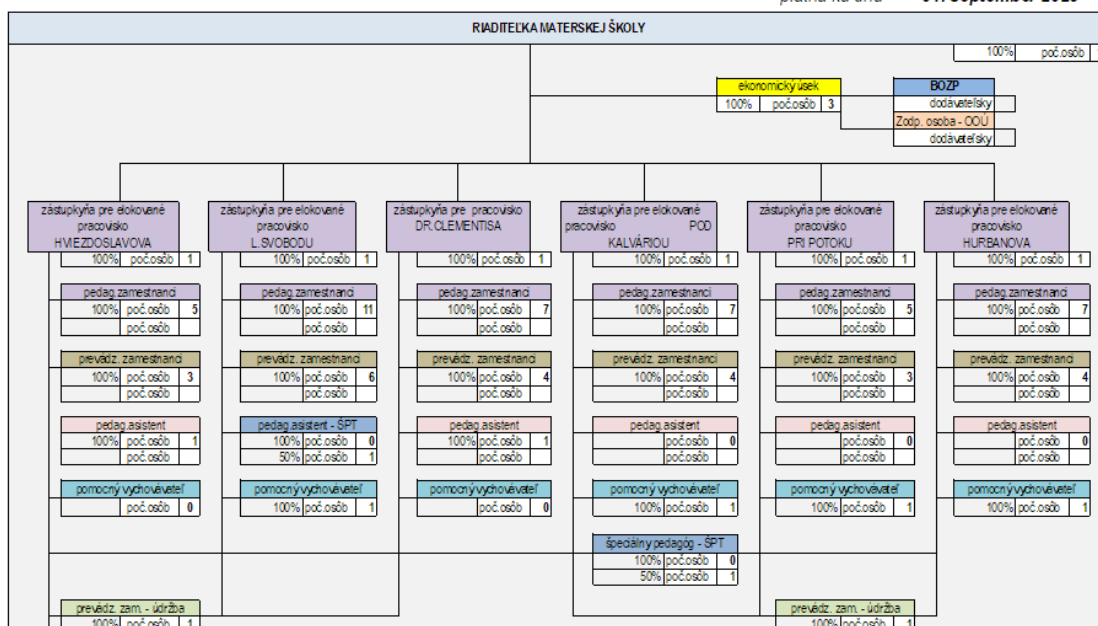 RIADITEĽKA MATERSKEJ ŠKOLY
100% poč.osôb
ekonomický úsek
100% poč.osôb 3
BOZP
dodávateľsky
Zodp. osoba - OOÚ
dodávateľsky
zástupkyňa pre elokované
pracovisko
HVIEZDOSLAVOVA
100% poč.osôb 1
zástupkyňa pre elokované
pracovisko
L.SVOBODU
100% poč.osôb 1
zástupkyňa pre pracovisko
DR.CLEMENTISA
100% poč.osôb 1
zástupkyňa pre elokované
pracovisko POD
KALVÁRIOU
100% poč.osôb 1
zástupkyňa pre elokované
pracovisko
PRI POTOKU
100% poč.osôb 1
zástupkyňa pre elokované
pracovisko
HURBANOVA
100% poč.osôb 1
pedag.zamestnanci pedag.zamestnanci pedag.zamestnanci pedag.zamestnanci pedag.zamestnanci pedag.zamestnanci
100% poč.osôb 5 100% poč.osôb 11 100% poč.osôb 7 100% poč.osôb 7 100% poč.osôb 5 100% poč.osôb 7
poč.osôb poč.osôb poč.osôb poč.osôb poč.osôb poč.osôb
prevádz. zamestnanci prevádz. zamestnanci prevádz. zamestnanci prevádz. zamestnanci prevádz. zamestnanci prevádz. zamestnanci
100% poč.osôb 3 100% poč.osôb 6 100% poč.osôb 4 100% poč.osôb 4 100% poč.osôb 3 100% poč.osôb 4
poč.osôb poč.osôb poč.osôb poč.osôb poč.osôb poč.osôb
pedag.asistent pedag.asistent - ŠPT pedag.asistent pedag.asistent pedag.asistent pedag.asistent
100% poč.osôb 1 100% poč.osôb 0 100% poč.osôb 1 poč.osôb 0 poč.osôb 0 poč.osôb 0
poč.osôb 50% poč.osôb 1 poč.osôb poč.osôb poč.osôb poč.osôb
pomocný vychovávateľ pomocný vychovávateľ pomocný vychovávateľ pomocný vychovávateľ pomocný vychovávateľ pomocný vychovávateľ
poč.osôb 0 100% poč.osôb 1 poč.osôb 0 100% poč.osôb 1 100% poč.osôb 1 100% poč.osôb 1
špeciálny pedagóg - ŠPT
100% poč.osôb 0
50% poč.osôb 1
prevádz. zam. - údržba prevádz. zam. - údržba
100% poč.osôb 1 100% poč.osôb 1